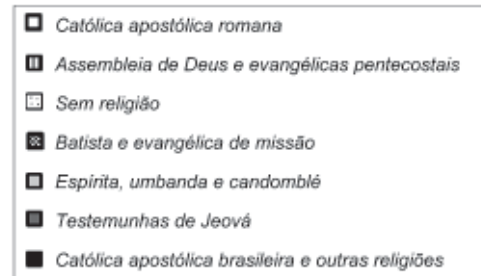 Católica apostólica romana
Assembleia de Deus e evangélicas pentecostais
Sem religião
Batista e evangélica de missão
Espírita, umbanda e candomblé
Testemunhas de Jeová
Católica apostólica brasileira e outras religiões